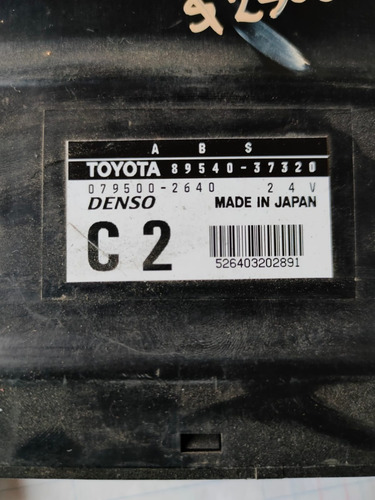 A B S
TOYOTA 89540-37320
079500-2640 24V
DENSO MADE IN JAPAN
C 2
526403202891